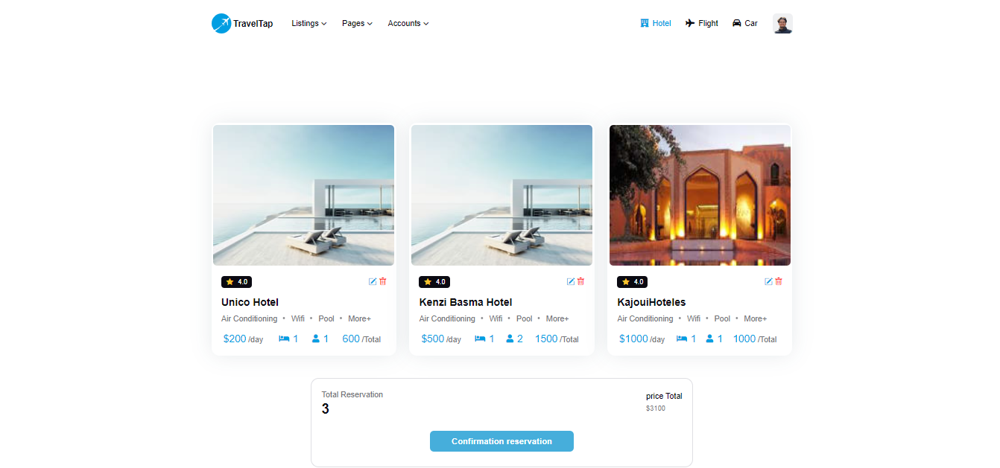 TravelTap Listings Pages Accounts Hotel Flight Car
4.0
Unico Hotel
Air Conditioning • Wifi • Pool • More+
$200 /day 1 1 600 /Total
4.0
Kenzi Basma Hotel
Air Conditioning • Wifi • Pool • More+
$500 /day 1 2 1500 /Total
4.0
KajouiHoteles
Air Conditioning • Wifi • Pool • More+
$1000 /day 1 1 1000 /Total
Total Reservation
3
price Total
$3100
Confirmation reservation